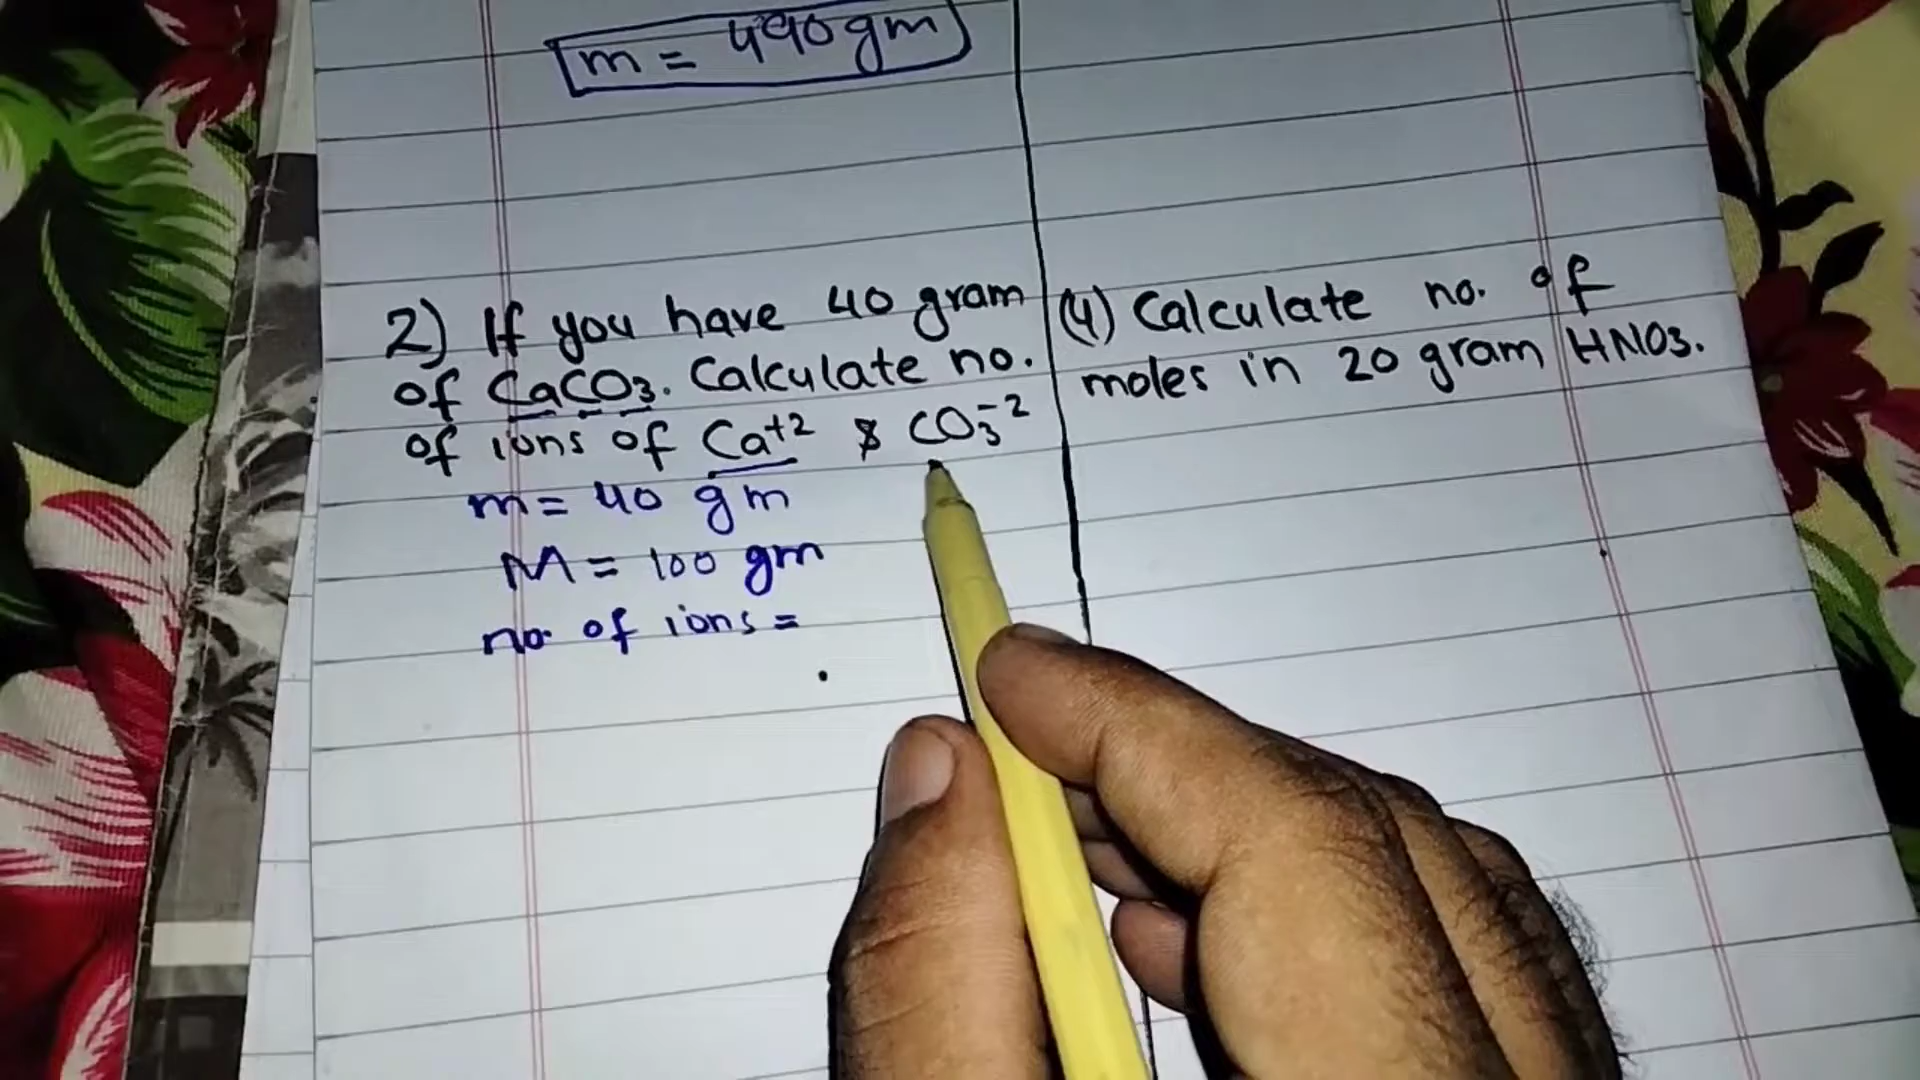 m = 490 gm
2) If you have 40 gram
of CaCO3. Calculate no.
of ions of Ca+2 & CO3-2
m = 40 gm
M = 100 gm
no. of ions =
(4) Calculate no. of
moles in 20 gram HNO3.